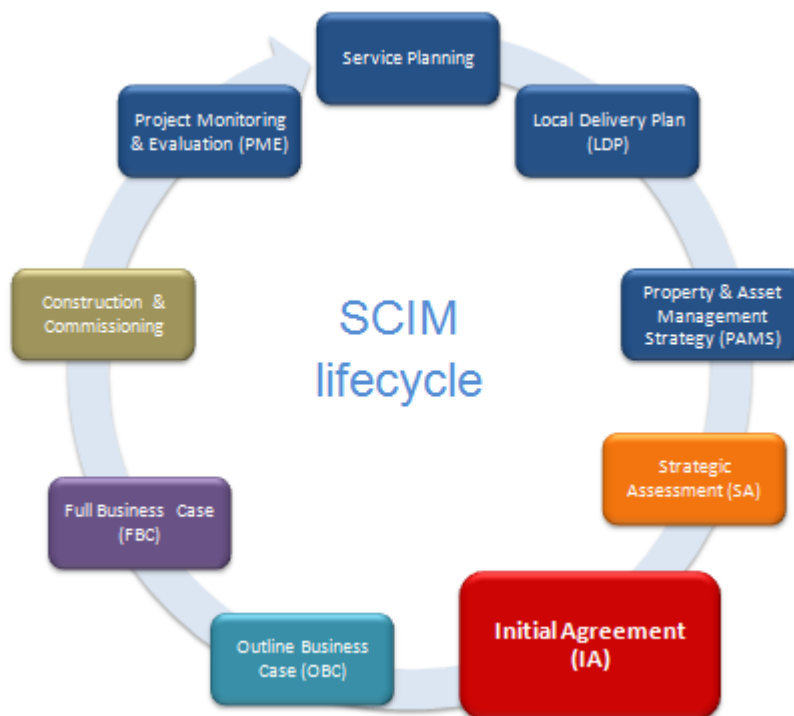 Service Planning
Local Delivery Plan
(LDP)
Property & Asset
Management
Strategy (PAMS)
Strategic
Assessment (SA)
Initial Agreement
(IA)
Outline Business
Case (OBC)
Full Business Case
(FBC)
Construction &
Commissioning
Project Monitoring
& Evaluation (PME)
SCIM
lifecycle